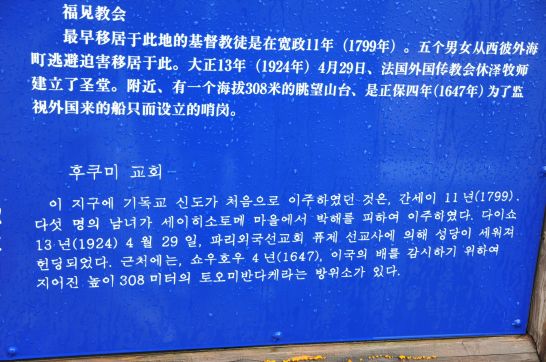 福见教会
最早移居于此地的基督教徒是在宽政11年（1799年）。五个男女从西彼外海
町逃避迫害移居于此。大正13年（1924年）4月29日、法国外国传教会休泽牧师
建立了圣堂。附近、有一个海拔308米的眺望山台、是正保四年(1647年)为了监
视外国来的船只而设立的哨岗。
후쿠미 교회
이 지구에 기독교 신도가 처음으로 이주하였던 것은, 간세이 11년(1799).
다섯 명의 남녀가 세이히소토메 마을에서 박해를 피하여 이주하였다. 다이쇼
13년(1924) 4월 29일, 파리외국선교회 퓨제 선교사에 의해 성당이 세워져
헌당되었다. 근처에는, 쇼우호우 4년(1647), 이국의 배를 감시하기 위하여
지어진 높이 308미터의 토오미반다케라는 방위소가 있다.